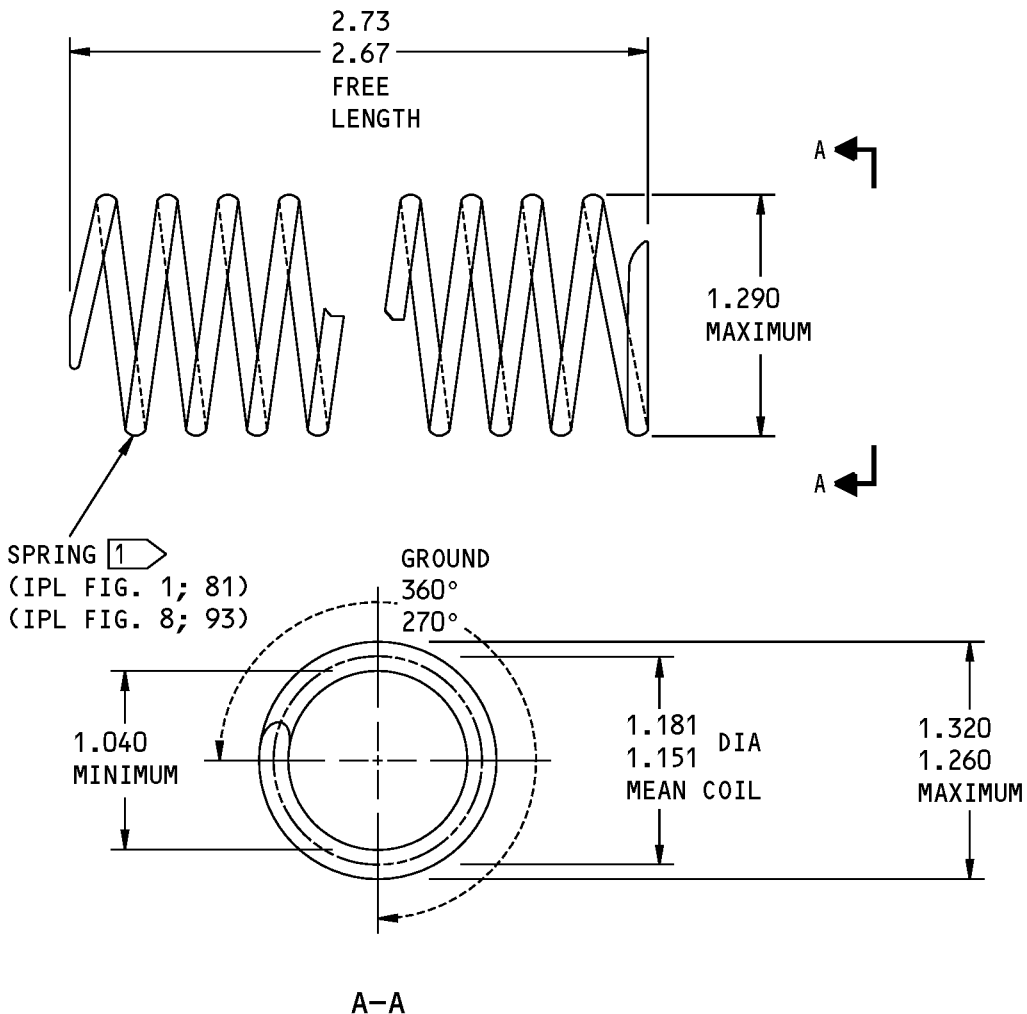 2.73
2.67
FREE
LENGTH
A
1.290
MAXIMUM
A
SPRING 1
(IPL FIG. 1; 81)
(IPL FIG. 8; 93)
GROUND
360°
270°
1.040
MINIMUM
1.181
1.151
DIA
MEAN COIL
1.320
1.260
MAXIMUM
A-A